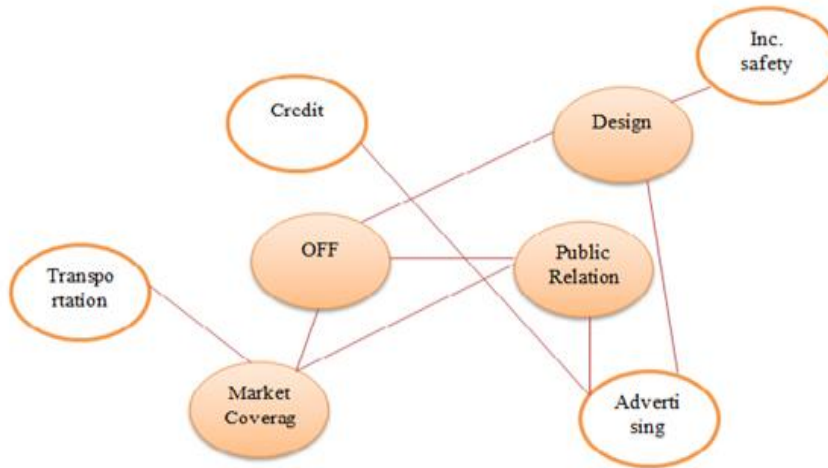 Inc.
safety
Credit
Design
OFF
Public
Relation
Transpo
rtation
Market
Coverag
Adverti
sing